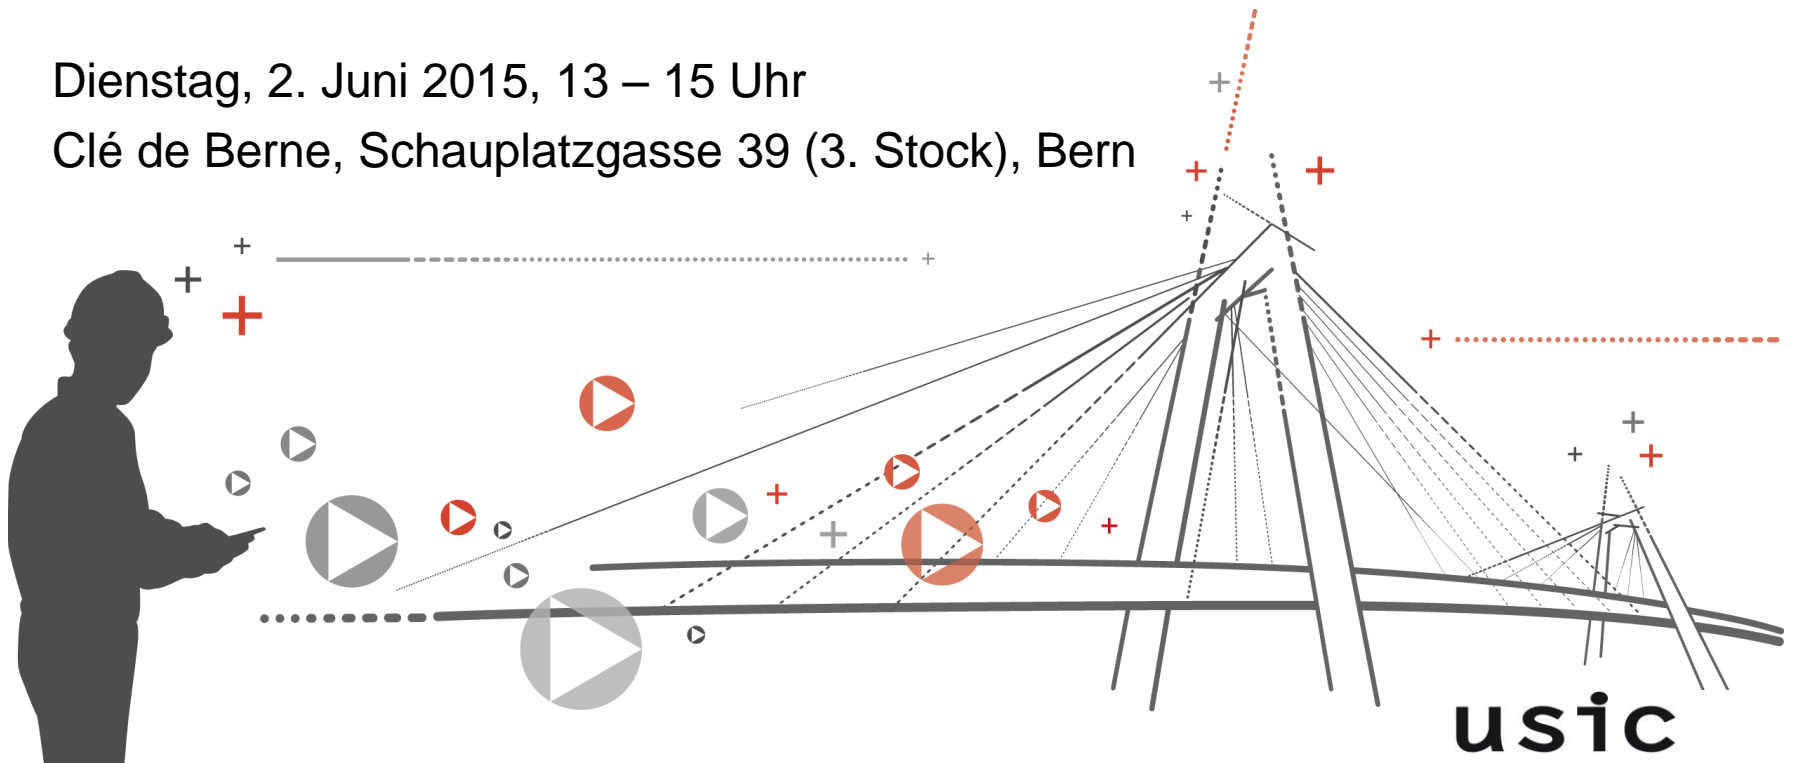 Dienstag, 2. Juni 2015, 13 – 15 Uhr
Clé de Berne, Schauplatzgasse 39 (3. Stock), Bern
usic